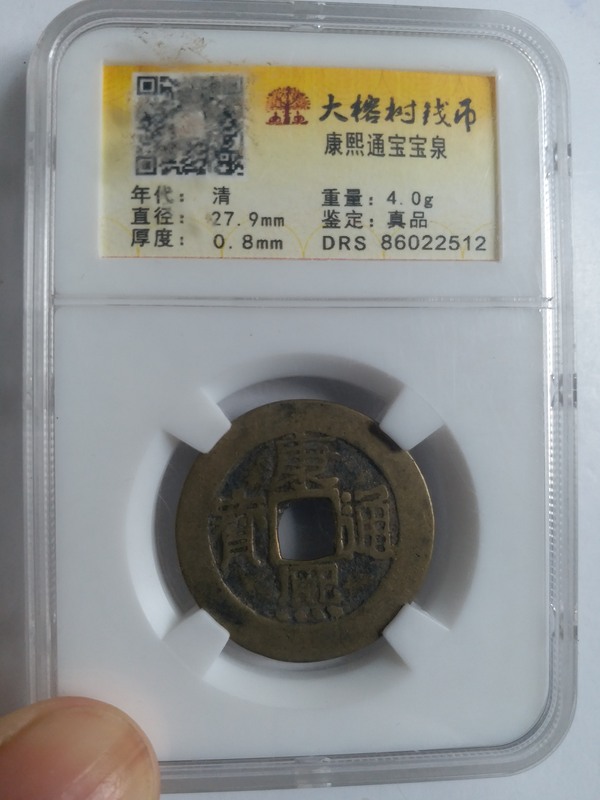 大榕树钱币
康熙通宝宝泉
年代: 清
直径: 27.9mm
厚度: 0.8mm
重量: 4.0g
鉴定: 真品
DRS 86022512
康熙通寳